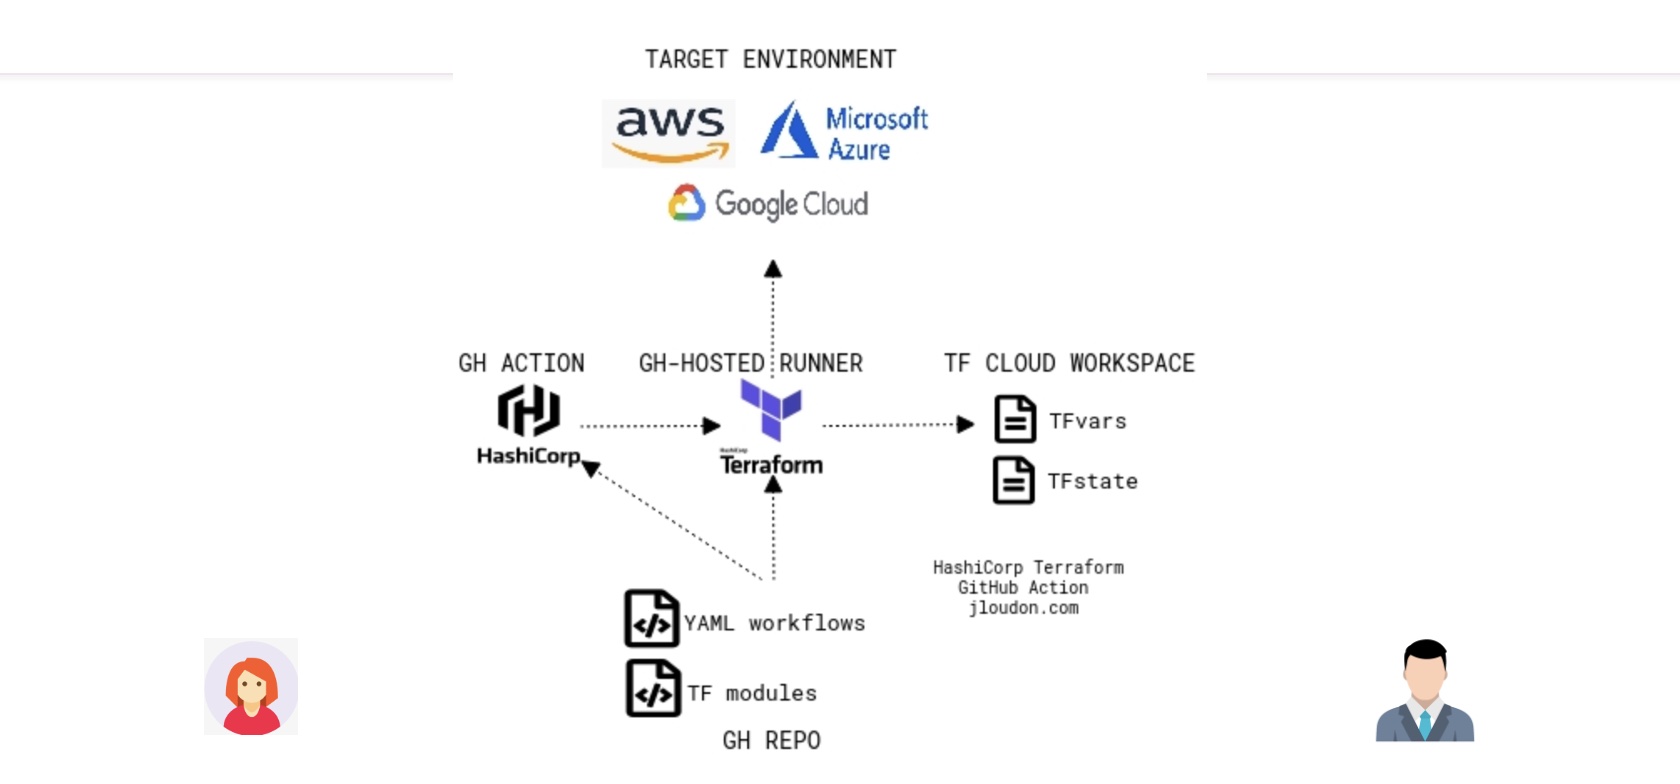 TARGET ENVIRONMENT
aws
Microsoft
Azure
Google Cloud
GH ACTION
GH-HOSTED RUNNER
TF CLOUD WORKSPACE
HashiCorp
HashiCorp
Terraform
TFvars
TFstate
HashiCorp Terraform
GitHub Action
jloudon.com
YAML workflows
TF modules
GH REPO